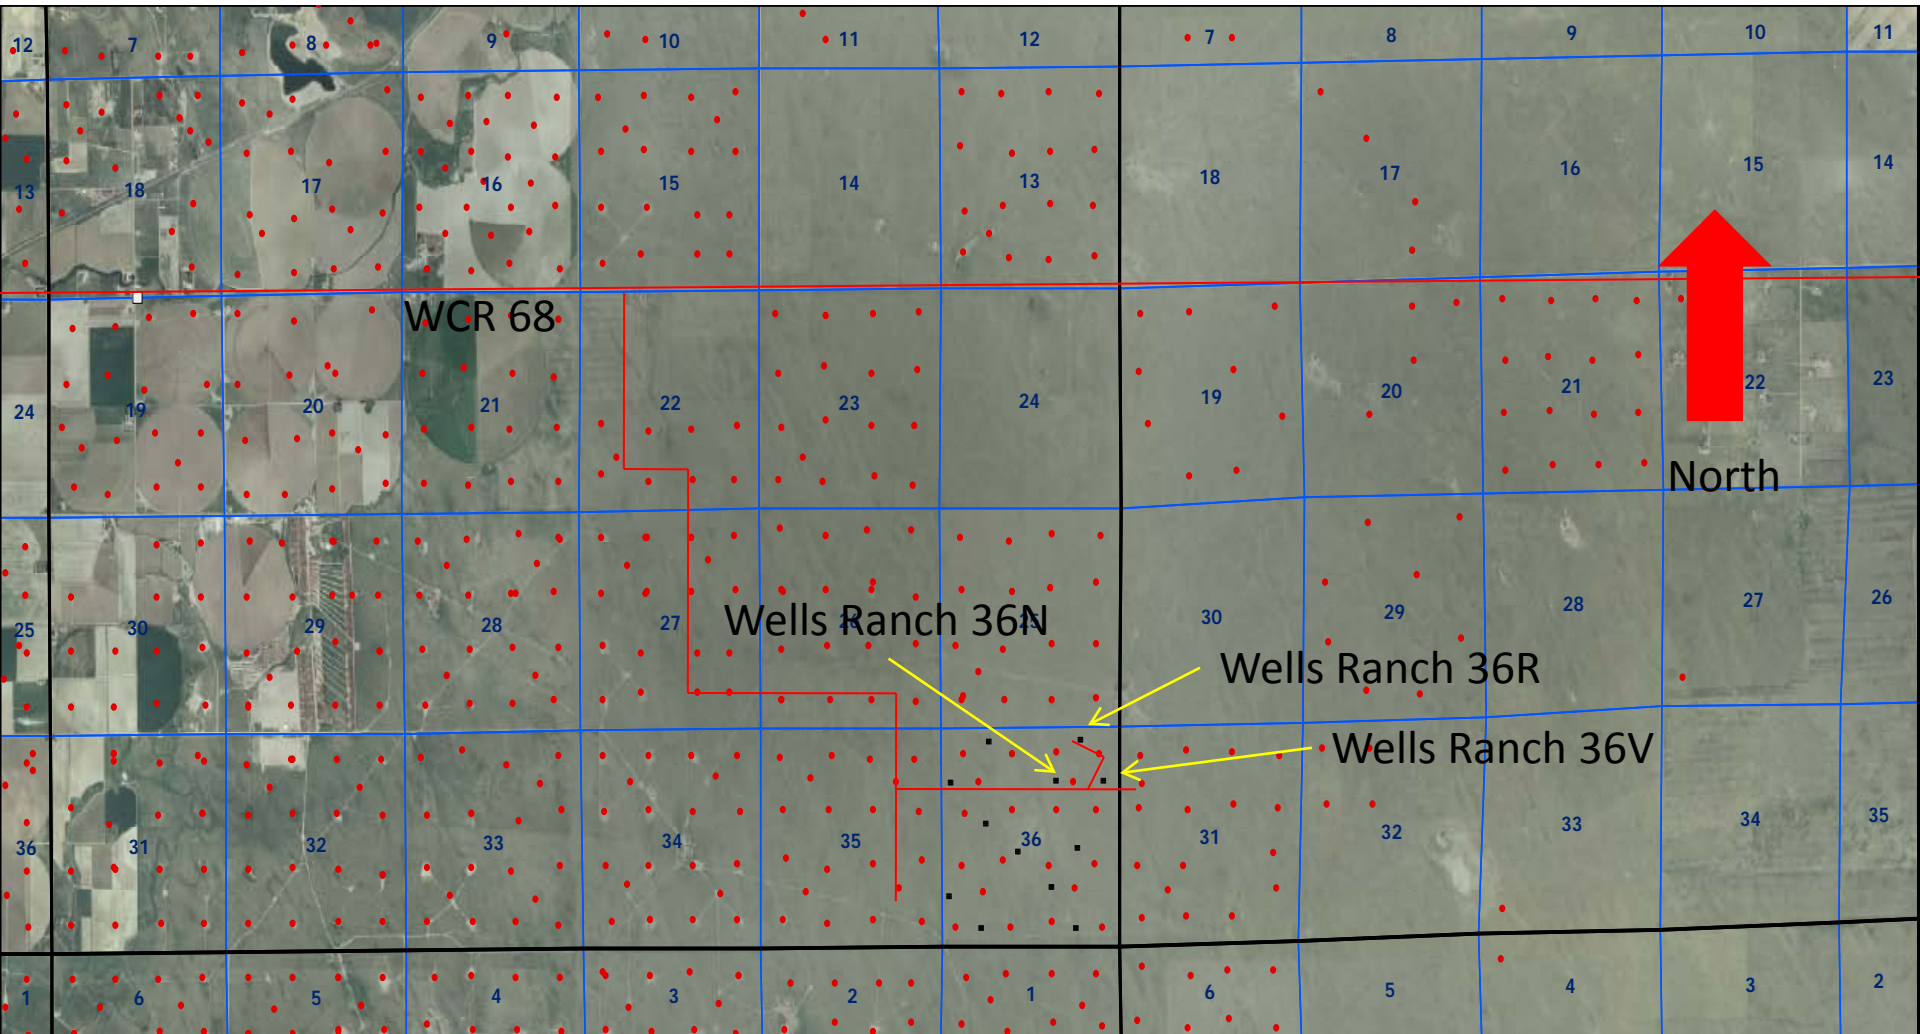 12 7 8 9 10 11 12 7 8 9 10 11
13 18 17 16 15 14 13 18 17 16 15 14
WCR 68
24 19 20 21 22 23 24 19 20 21 22 23
North
25 30 29 28 27 26 25 30 29 28 27 26
Wells Ranch 36N
Wells Ranch 36R
Wells Ranch 36V
36 31 32 33 34 35 36 31 32 33 34 35
1 6 5 4 3 2 1 6 5 4 3 2